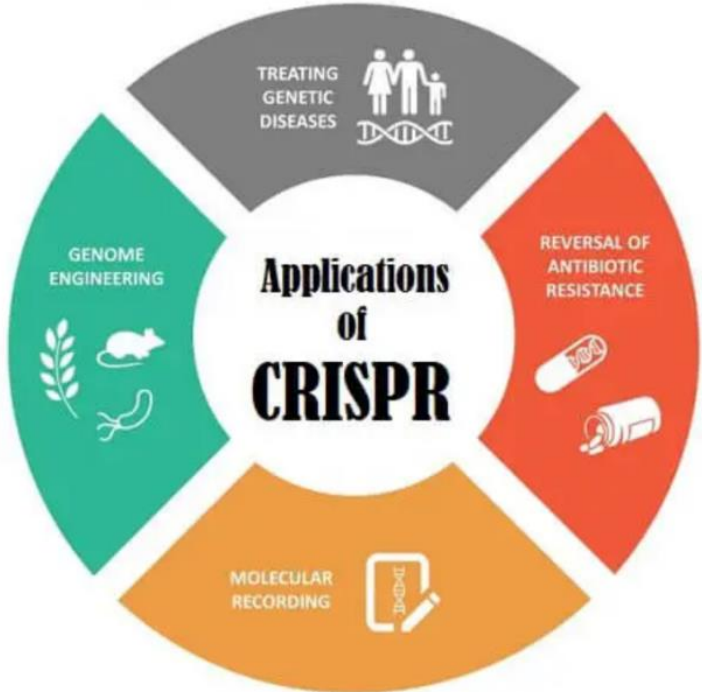 TREATING
GENETIC
DISEASES
GENOME
ENGINEERING
Applications
of
CRISPR
REVERSAL OF
ANTIBIOTIC
RESISTANCE
MOLECULAR
RECORDING